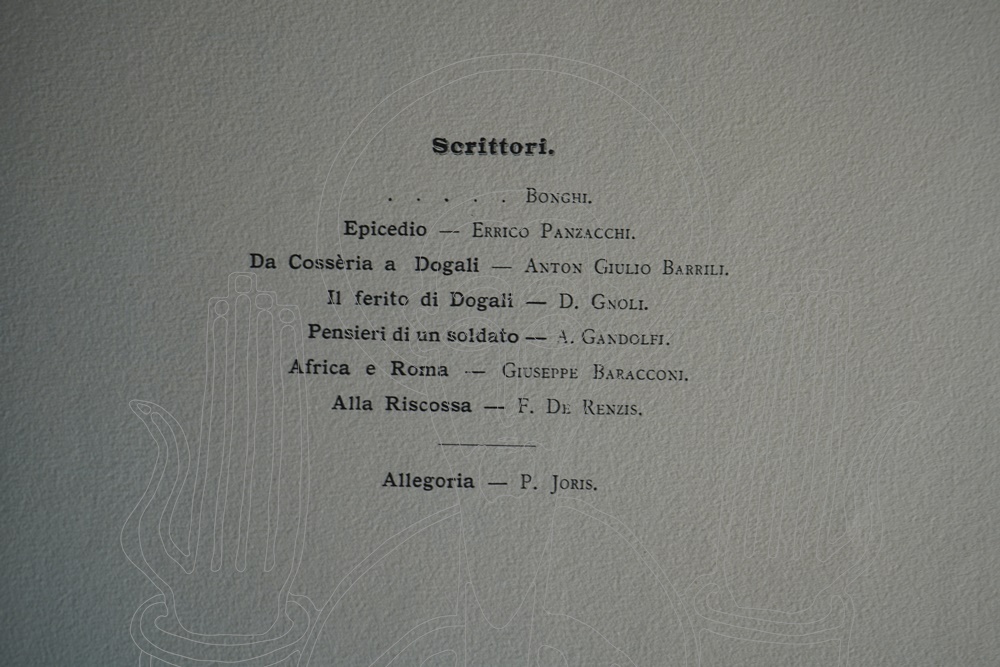 Scrittori.
. . . . . BONGHI.
Epicedio — ERRICO PANZACCHI.
Da Cossèria a Dogali — ANTON GIULIO BARRILI.
Il ferito di Dogali — D. GNOLI.
Pensieri di un soldato — A. GANDOLFI.
Africa e Roma — GIUSEPPE BARACCONI.
Alla Riscossa — F. DE RENZIS.
Allegoria — P. JORIS.